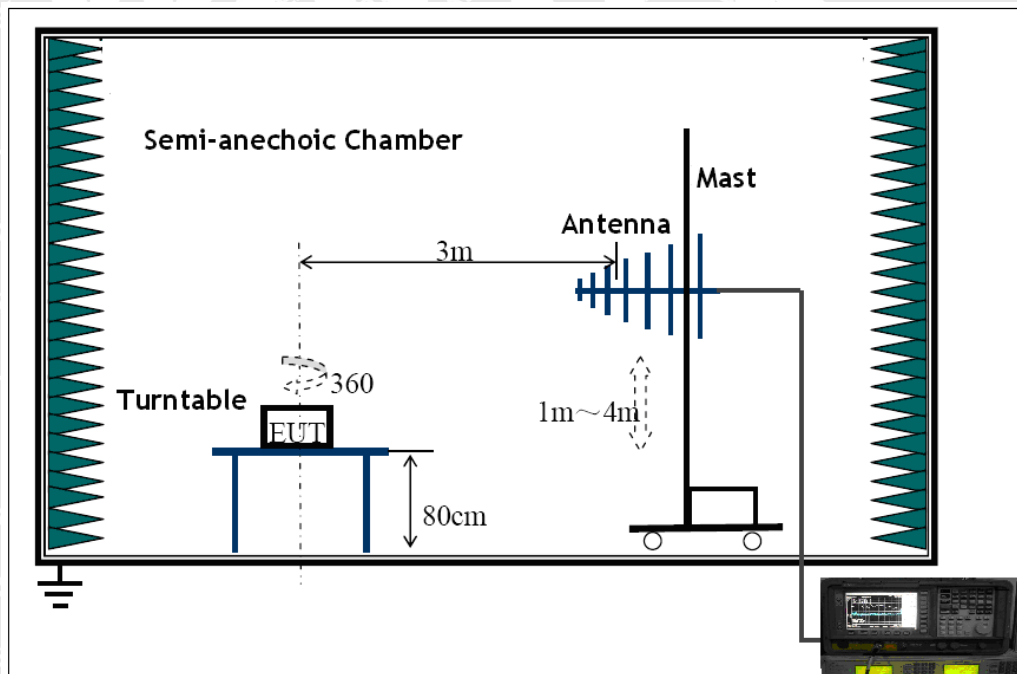 Semi-anechoic Chamber
Mast
Antenna
3m
360
Turntable
1m～4m
EUT
80cm